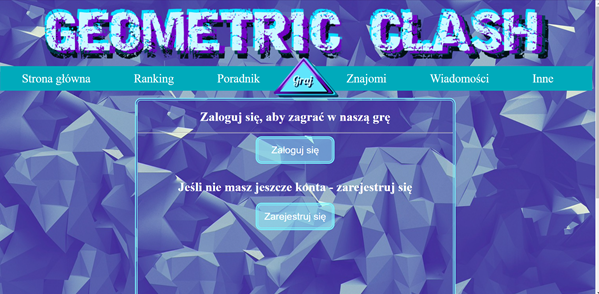 GEOMETRIC CLASH
Strona główna Ranking Poradnik Graj Znajomi Wiadomości Inne
Zaloguj się, aby zagrać w naszą grę
Zaloguj się
Jeśli nie masz jeszcze konta - zarejestruj się
Zarejestruj się